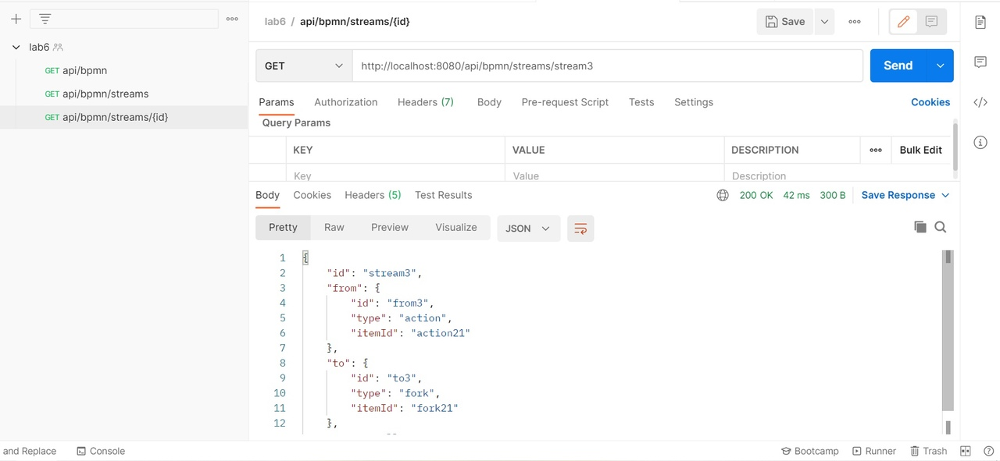 lab6 / api/bpmn/streams/{id}
Save
lab6
GET api/bpmn
GET api/bpmn/streams
GET api/bpmn/streams/{id}
GET
http://localhost:8080/api/bpmn/streams/stream3
Send
Params Authorization Headers (7) Body Pre-request Script Tests Settings Cookies
Query Params
KEY VALUE DESCRIPTION Bulk Edit
Key Value Description
Body Cookies Headers (5) Test Results 200 OK 42 ms 300 B Save Response
Pretty Raw Preview Visualize JSON
1 {
2 "id": "stream3",
3 "from": {
4 "id": "from3",
5 "type": "action",
6 "itemId": "action21"
7 },
8 "to": {
9 "id": "to3",
10 "type": "fork",
11 "itemId": "fork21"
12 },
and Replace Console Bootcamp Runner Trash